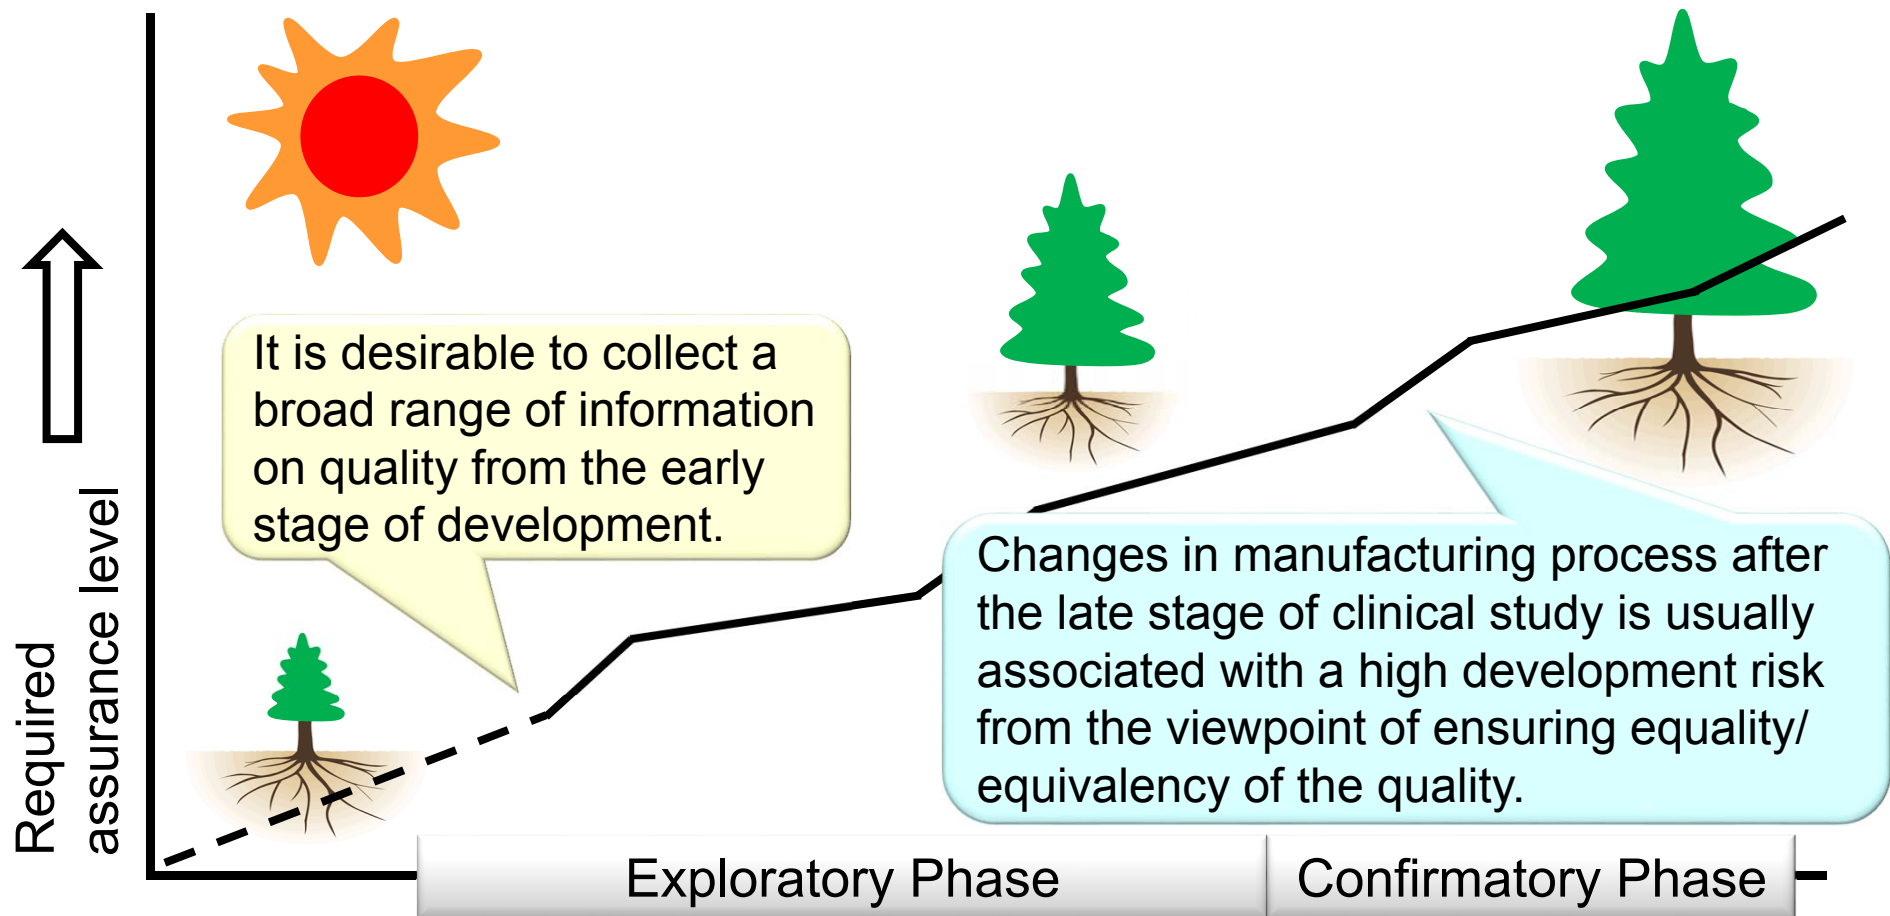 Required
assurance level
It is desirable to collect a
broad range of information
on quality from the early
stage of development.
Changes in manufacturing process after
the late stage of clinical study is usually
associated with a high development risk
from the viewpoint of ensuring equality/
equivalency of the quality.
Exploratory Phase
Confirmatory Phase